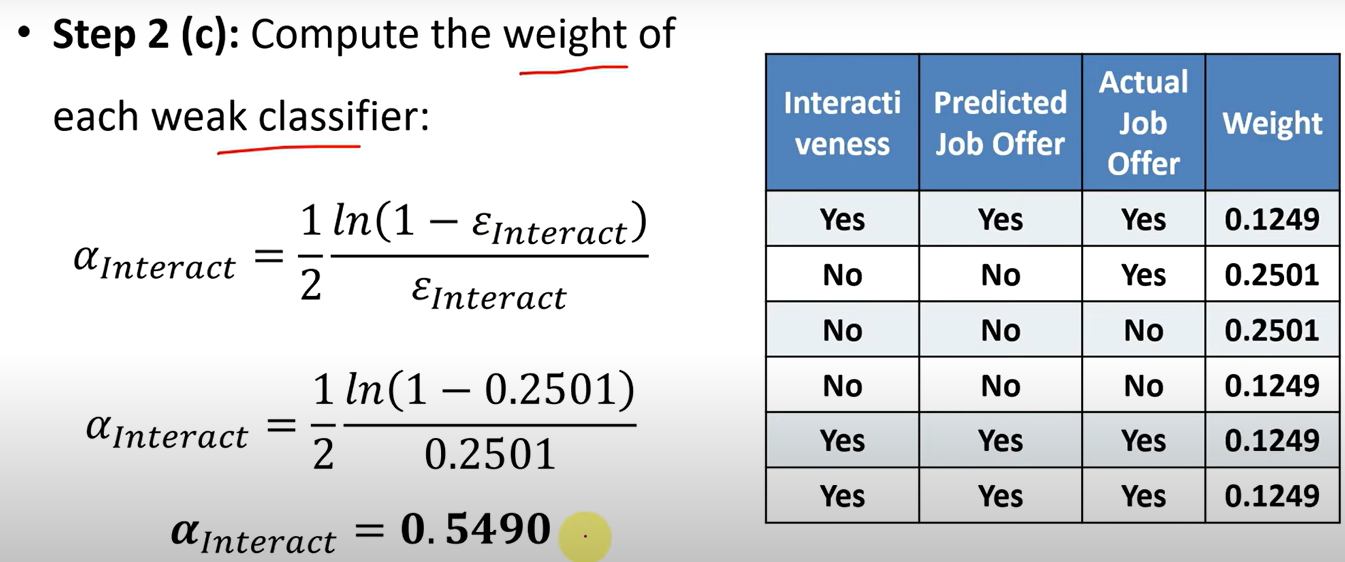 • Step 2 (c): Compute the weight of
each weak classifier:
α_Interact = 1/2 ln(1 − ε_Interact)/ε_Interact
α_Interact = 1/2 ln(1 − 0.2501)/0.2501
α_Interact = 0.5490
Interacti
veness
Predicted
Job Offer
Actual
Job
Offer
Weight
Yes Yes Yes 0.1249
No No Yes 0.2501
No No No 0.2501
No No No 0.1249
Yes Yes Yes 0.1249
Yes Yes Yes 0.1249